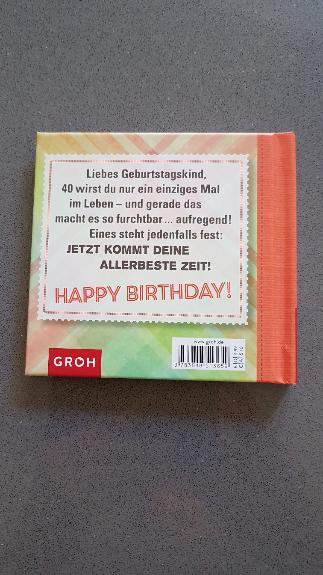 Liebes Geburtstagskind,
40 wirst du nur ein einziges Mal
im Leben – und gerade das
macht es so furchtbar ... aufregend!
Eines steht jedenfalls fest:
JETZT KOMMT DEINE
ALLERBESTE ZEIT!
HAPPY BIRTHDAY!
GROH
www.groh.de